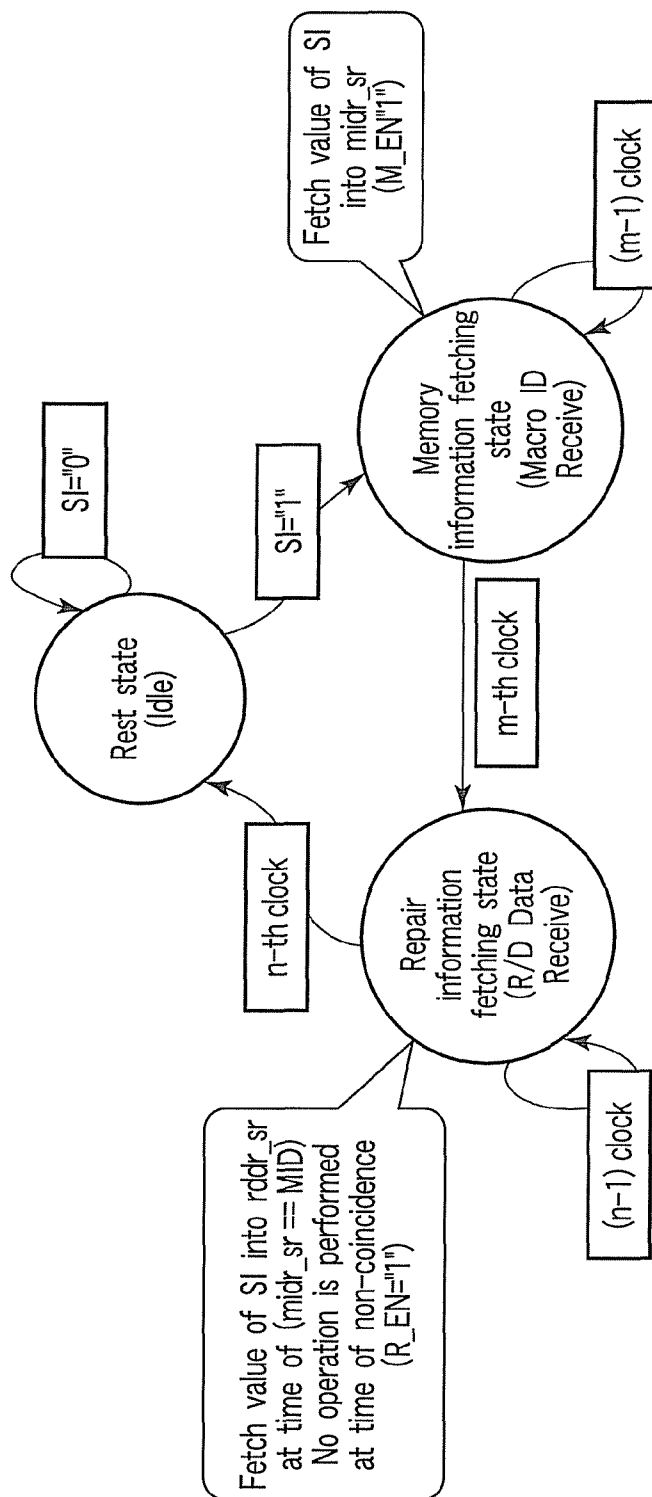 SI="0"
Rest state
(Idle)
n-th clock
SI="1"
Fetch value of SI into rddr_sr
at time of (midr_sr == MID)
No operation is performed
at time of non-coincidence
(R_EN="1")
Fetch value of SI
into midr_sr
(M_EN"1")
Repair
information
fetching state
(R/D Data
Receive)
m-th clock
Memory
information fetching
state
(Macro ID
Receive)
(n-1) clock
(m-1) clock